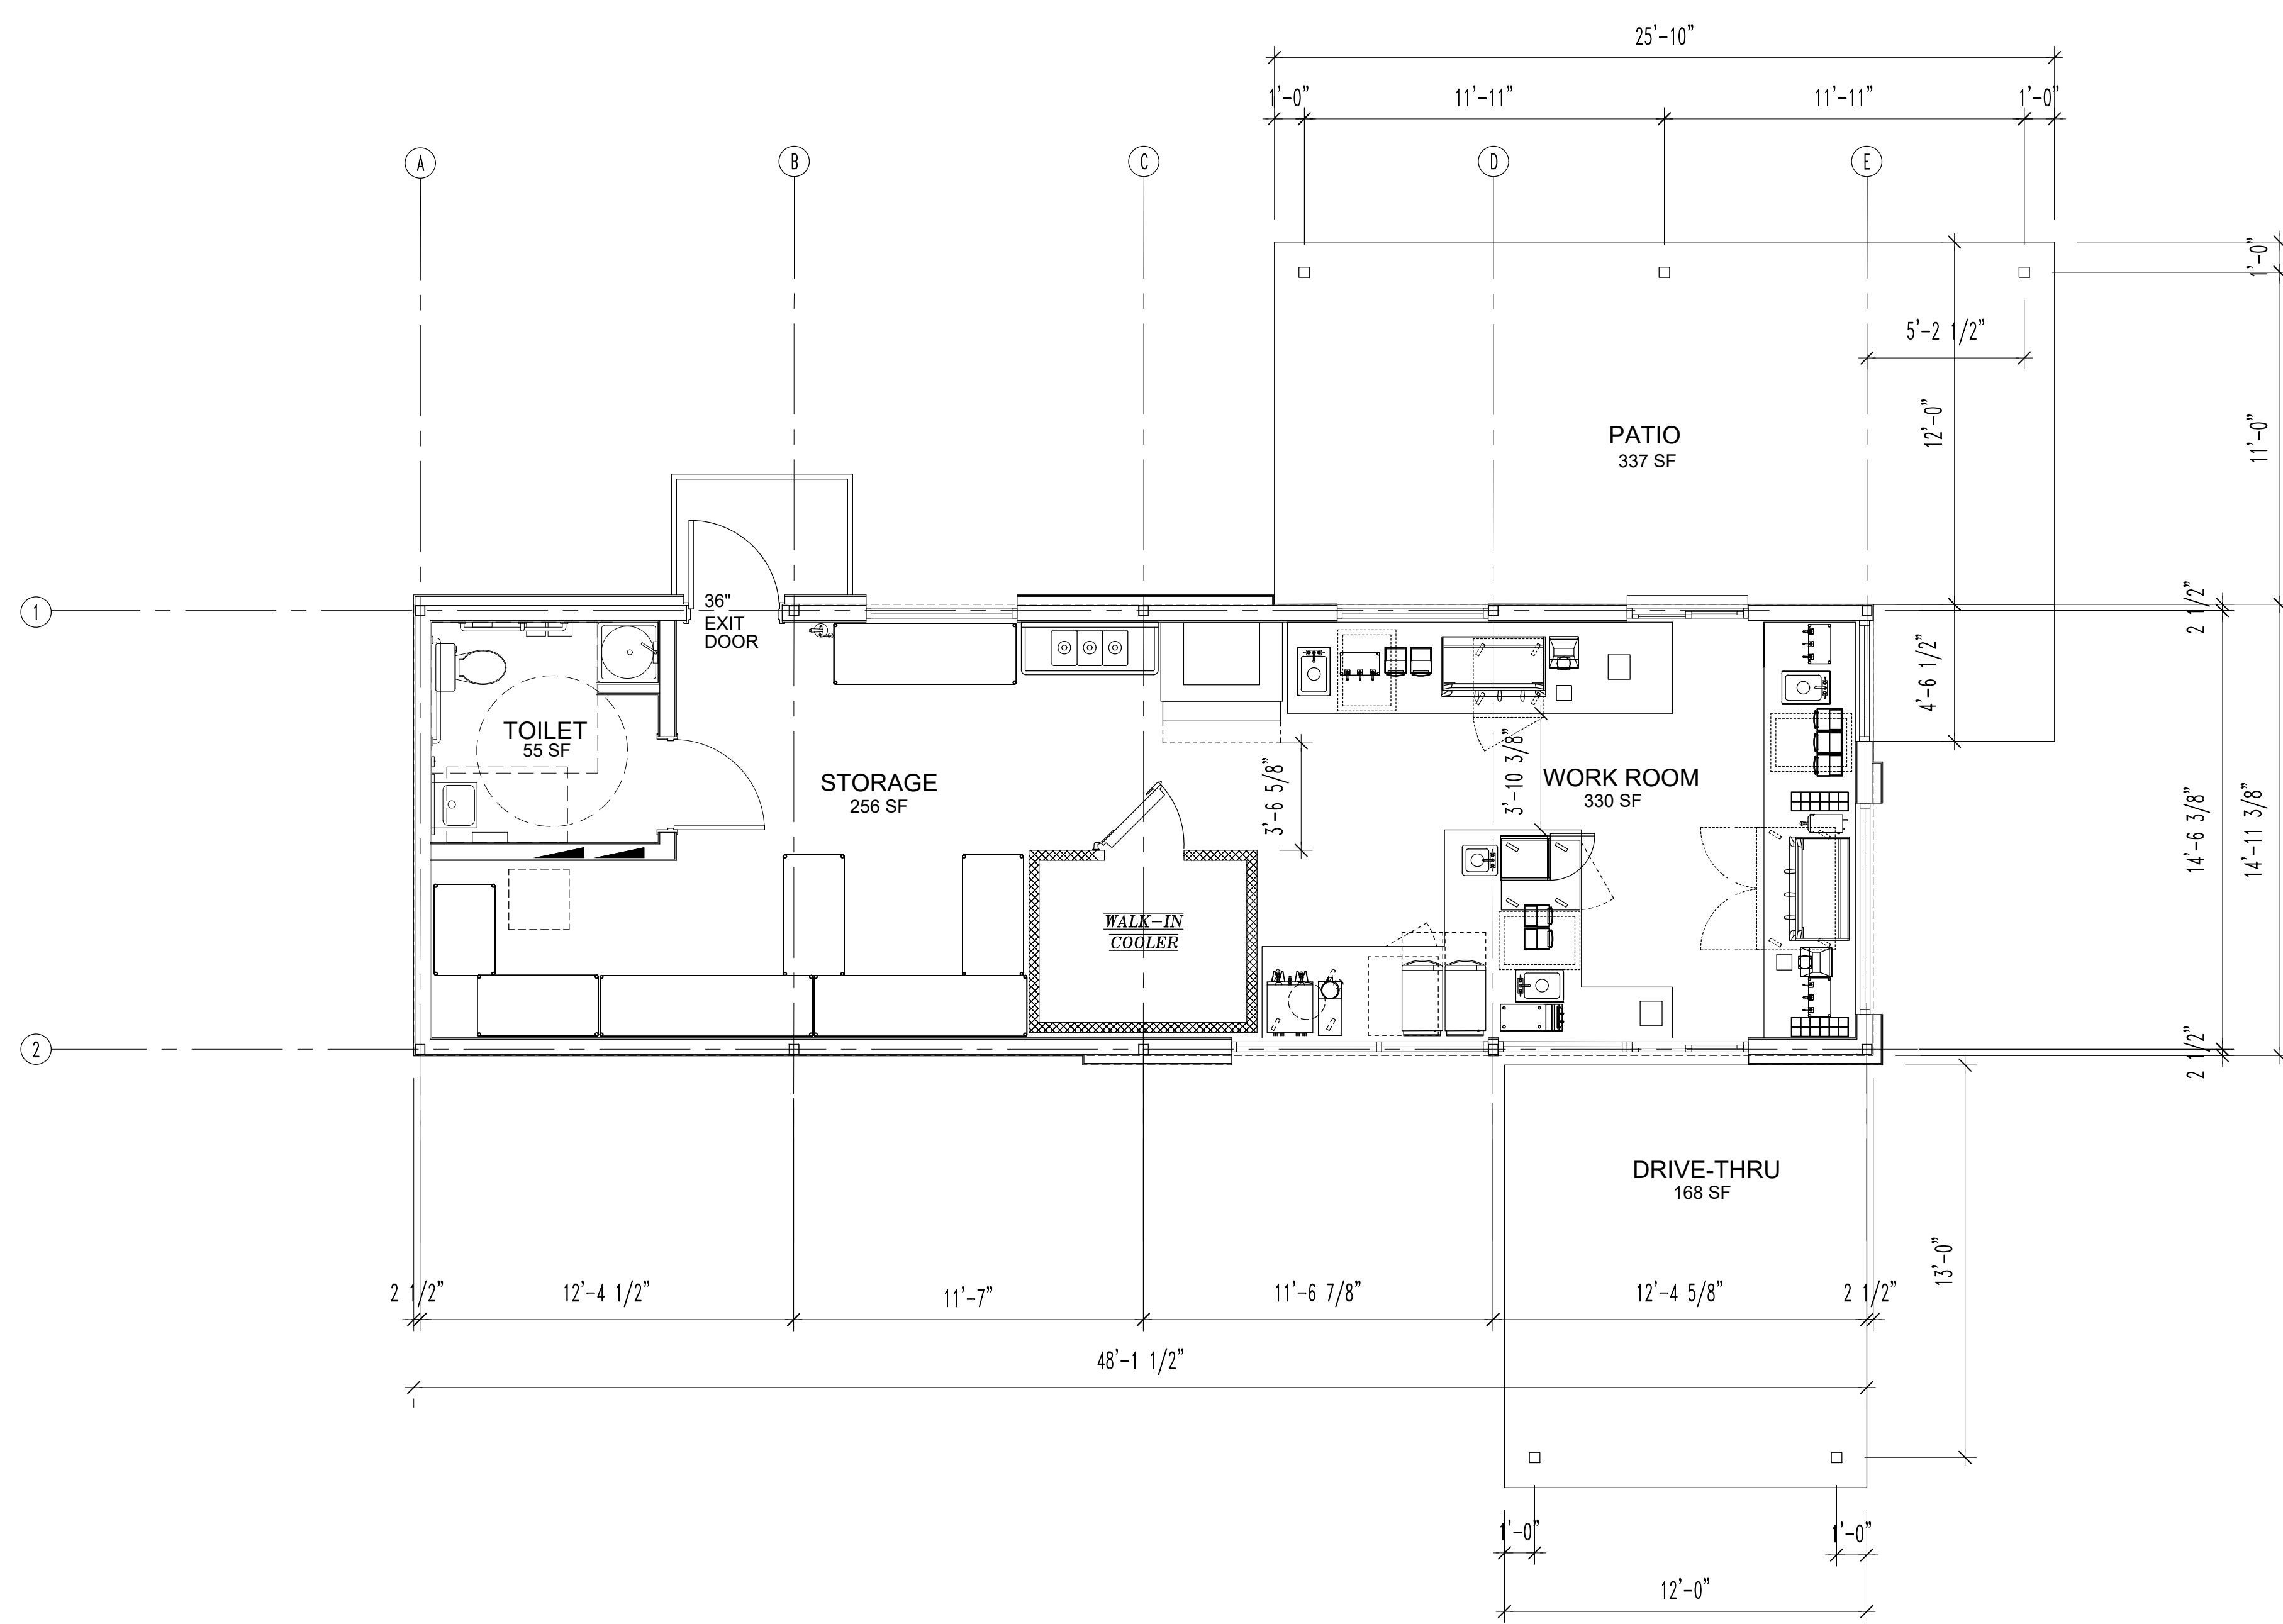 25'-10"
1'-0" 11'-11" 11'-11" 1'-0"
A B C D E
1'-0"
5'-2 1/2"
12'-0"
11'-0"
PATIO
337 SF
1
36"
EXIT
DOOR
2 1/2"
4'-6 1/2"
TOILET
55 SF
STORAGE
256 SF
3'-6 5/8"
3'-10 3/8"
WORK ROOM
330 SF
14'-6 3/8"
14'-11 3/8"
WALK-IN
COOLER
2
2 1/2"
DRIVE-THRU
168 SF
13'-0"
2 1/2" 12'-4 1/2" 11'-7" 11'-6 7/8" 12'-4 5/8" 2 1/2"
48'-1 1/2"
1'-0" 1'-0"
12'-0"